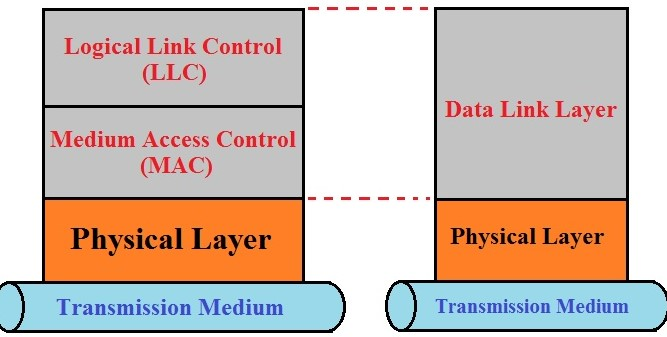 Logical Link Control
(LLC)
Medium Access Control
(MAC)
Physical Layer
Transmission Medium
Data Link Layer
Physical Layer
Transmission Medium